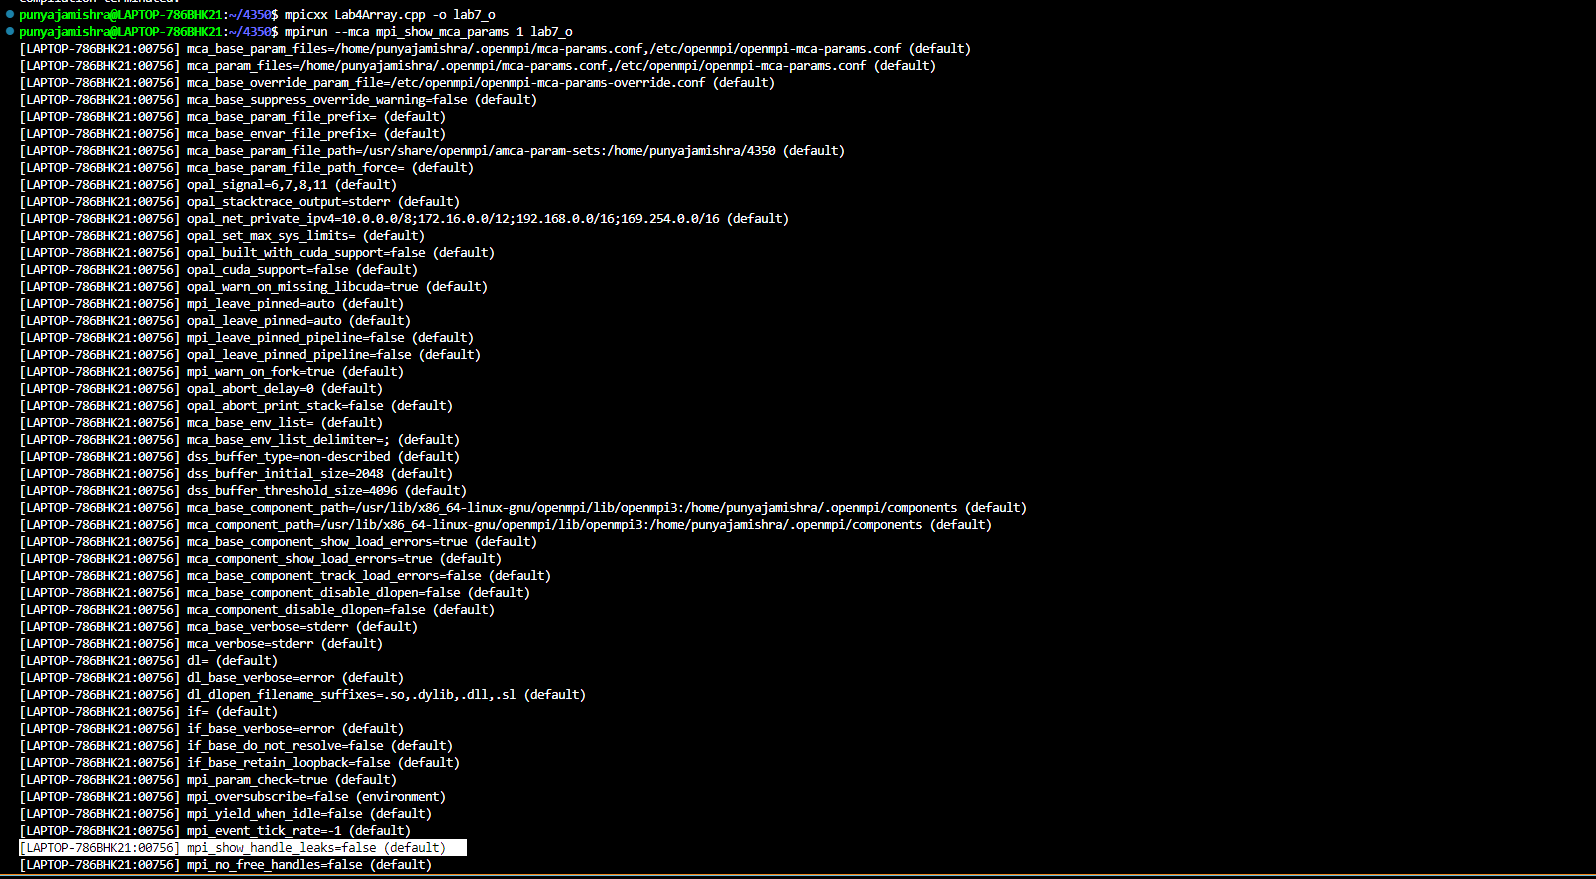 compilation terminated.
punyajamishra@LAPTOP-786BHK21:~/4350$ mpicxx Lab4Array.cpp -o lab7_o
punyajamishra@LAPTOP-786BHK21:~/4350$ mpirun --mca mpi_show_mca_params 1 lab7_o
[LAPTOP-786BHK21:00756] mca_base_param_files=/home/punyajamishra/.openmpi/mca-params.conf,/etc/openmpi/openmpi-mca-params.conf (default)
[LAPTOP-786BHK21:00756] mca_param_files=/home/punyajamishra/.openmpi/mca-params.conf,/etc/openmpi/openmpi-mca-params.conf (default)
[LAPTOP-786BHK21:00756] mca_base_override_param_file=/etc/openmpi/openmpi-mca-params-override.conf (default)
[LAPTOP-786BHK21:00756] mca_base_suppress_override_warning=false (default)
[LAPTOP-786BHK21:00756] mca_base_param_file_prefix= (default)
[LAPTOP-786BHK21:00756] mca_base_envar_file_prefix= (default)
[LAPTOP-786BHK21:00756] mca_base_param_file_path=/usr/share/openmpi/amca-param-sets:/home/punyajamishra/4350 (default)
[LAPTOP-786BHK21:00756] mca_base_param_file_path_force= (default)
[LAPTOP-786BHK21:00756] opal_signal=6,7,8,11 (default)
[LAPTOP-786BHK21:00756] opal_stacktrace_output=stderr (default)
[LAPTOP-786BHK21:00756] opal_net_private_ipv4=10.0.0.0/8;172.16.0.0/12;192.168.0.0/16;169.254.0.0/16 (default)
[LAPTOP-786BHK21:00756] opal_set_max_sys_limits= (default)
[LAPTOP-786BHK21:00756] opal_built_with_cuda_support=false (default)
[LAPTOP-786BHK21:00756] opal_cuda_support=false (default)
[LAPTOP-786BHK21:00756] opal_warn_on_missing_libcuda=true (default)
[LAPTOP-786BHK21:00756] mpi_leave_pinned=auto (default)
[LAPTOP-786BHK21:00756] opal_leave_pinned=auto (default)
[LAPTOP-786BHK21:00756] mpi_leave_pinned_pipeline=false (default)
[LAPTOP-786BHK21:00756] opal_leave_pinned_pipeline=false (default)
[LAPTOP-786BHK21:00756] mpi_warn_on_fork=true (default)
[LAPTOP-786BHK21:00756] opal_abort_delay=0 (default)
[LAPTOP-786BHK21:00756] opal_abort_print_stack=false (default)
[LAPTOP-786BHK21:00756] mca_base_env_list= (default)
[LAPTOP-786BHK21:00756] mca_base_env_list_delimiter=; (default)
[LAPTOP-786BHK21:00756] dss_buffer_type=non-described (default)
[LAPTOP-786BHK21:00756] dss_buffer_initial_size=2048 (default)
[LAPTOP-786BHK21:00756] dss_buffer_threshold_size=4096 (default)
[LAPTOP-786BHK21:00756] mca_base_component_path=/usr/lib/x86_64-linux-gnu/openmpi/lib/openmpi3:/home/punyajamishra/.openmpi/components (default)
[LAPTOP-786BHK21:00756] mca_component_path=/usr/lib/x86_64-linux-gnu/openmpi/lib/openmpi3:/home/punyajamishra/.openmpi/components (default)
[LAPTOP-786BHK21:00756] mca_base_component_show_load_errors=true (default)
[LAPTOP-786BHK21:00756] mca_component_show_load_errors=true (default)
[LAPTOP-786BHK21:00756] mca_base_component_track_load_errors=false (default)
[LAPTOP-786BHK21:00756] mca_base_component_disable_dlopen=false (default)
[LAPTOP-786BHK21:00756] mca_component_disable_dlopen=false (default)
[LAPTOP-786BHK21:00756] mca_base_verbose=stderr (default)
[LAPTOP-786BHK21:00756] mca_verbose=stderr (default)
[LAPTOP-786BHK21:00756] dl= (default)
[LAPTOP-786BHK21:00756] dl_base_verbose=error (default)
[LAPTOP-786BHK21:00756] dl_dlopen_filename_suffixes=.so,.dylib,.dll,.sl (default)
[LAPTOP-786BHK21:00756] if= (default)
[LAPTOP-786BHK21:00756] if_base_verbose=error (default)
[LAPTOP-786BHK21:00756] if_base_do_not_resolve=false (default)
[LAPTOP-786BHK21:00756] if_base_retain_loopback=false (default)
[LAPTOP-786BHK21:00756] mpi_param_check=true (default)
[LAPTOP-786BHK21:00756] mpi_oversubscribe=false (environment)
[LAPTOP-786BHK21:00756] mpi_yield_when_idle=false (default)
[LAPTOP-786BHK21:00756] mpi_event_tick_rate=-1 (default)
[LAPTOP-786BHK21:00756] mpi_show_handle_leaks=false (default)
[LAPTOP-786BHK21:00756] mpi_no_free_handles=false (default)